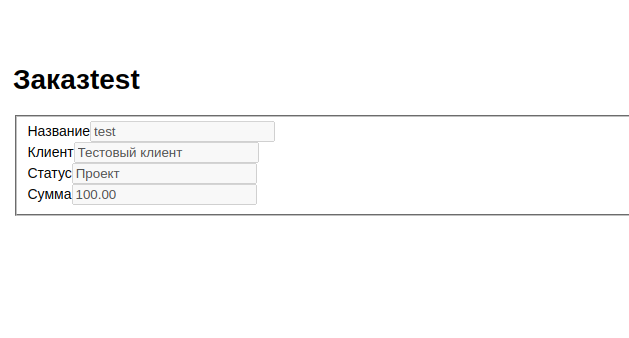 Заказtest
Название test
Клиент Тестовый клиент
Статус Проект
Сумма 100.00